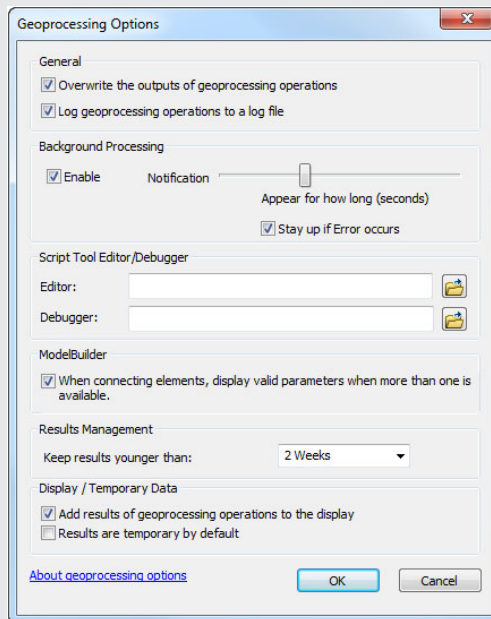 Geoprocessing Options
General
Overwrite the outputs of geoprocessing operations
Log geoprocessing operations to a log file
Background Processing
Enable
Notification
Appear for how long (seconds)
Stay up if Error occurs
Script Tool Editor/Debugger
Editor:
Debugger:
ModelBuilder
When connecting elements, display valid parameters when more than one is
available.
Results Management
Keep results younger than:
2 Weeks
Display / Temporary Data
Add results of geoprocessing operations to the display
Results are temporary by default
About geoprocessing options
OK
Cancel